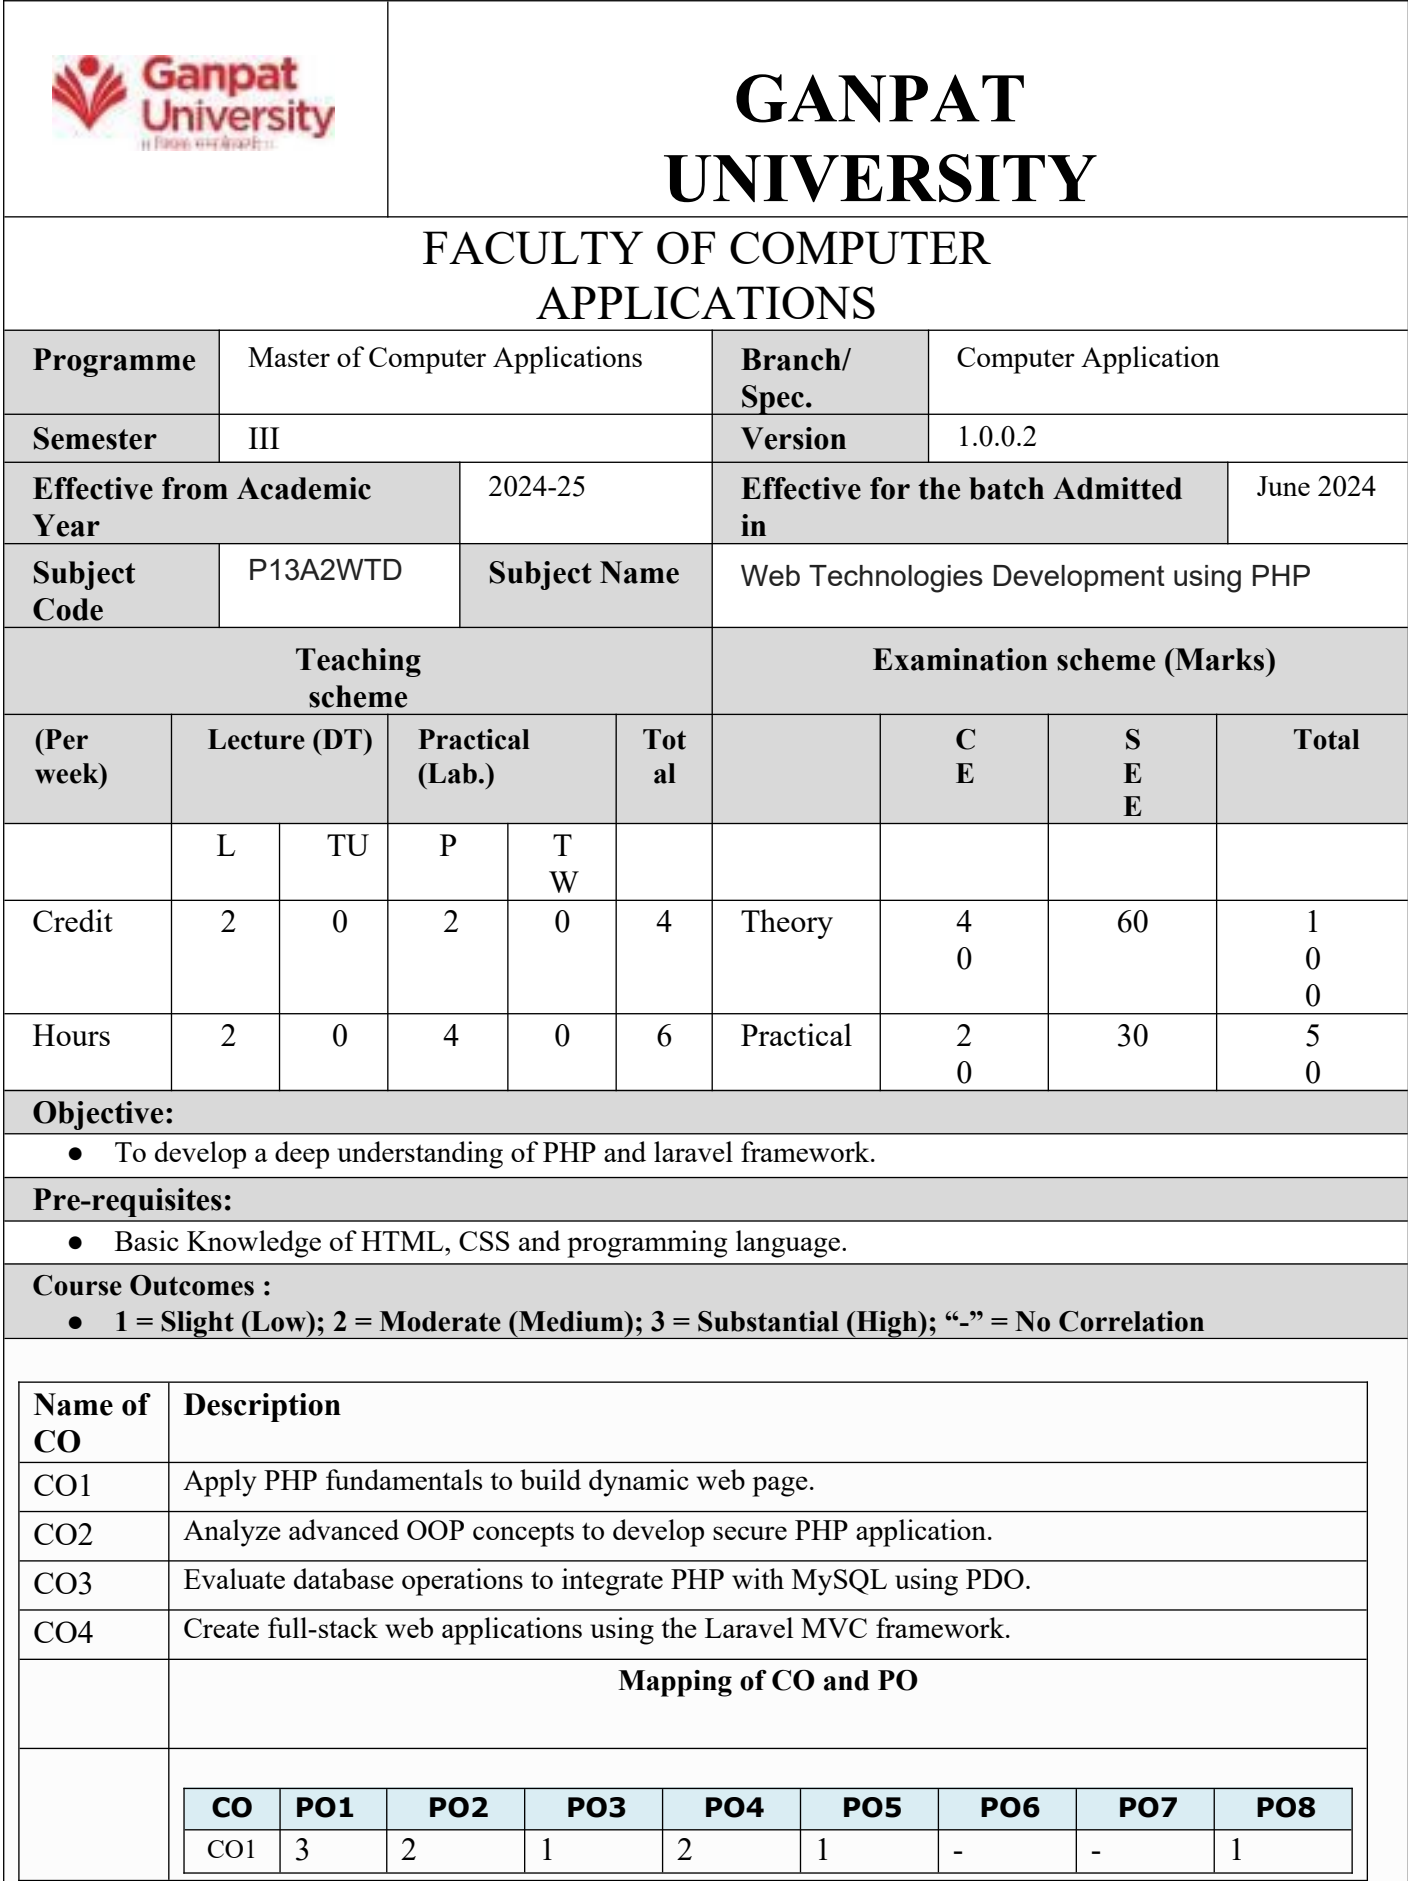 Ganpat
University
GANPAT
UNIVERSITY
FACULTY OF COMPUTER
APPLICATIONS
Programme Master of Computer Applications Branch/
Spec. Computer Application
Semester III Version 1.0.0.2
Effective from Academic
Year 2024-25 Effective for the batch Admitted
in June 2024
Subject
Code P13A2WTD Subject Name Web Technologies Development using PHP
Teaching
scheme
Examination scheme (Marks)
(Per
week) Lecture (DT) Practical
(Lab.) Tot
al C
E S
E
E Total
L TU P T
W
Credit 2 0 2 0 4 Theory 4
0 60 1
0
0
Hours 2 0 4 0 6 Practical 2
0 30 5
0
Objective:
● To develop a deep understanding of PHP and laravel framework.
Pre-requisites:
● Basic Knowledge of HTML, CSS and programming language.
Course Outcomes :
● 1 = Slight (Low); 2 = Moderate (Medium); 3 = Substantial (High); “-” = No Correlation
Name of
CO Description
CO1 Apply PHP fundamentals to build dynamic web page.
CO2 Analyze advanced OOP concepts to develop secure PHP application.
CO3 Evaluate database operations to integrate PHP with MySQL using PDO.
CO4 Create full-stack web applications using the Laravel MVC framework.
Mapping of CO and PO
CO PO1 PO2 PO3 PO4 PO5 PO6 PO7 PO8
CO1 3 2 1 2 1 - - 1